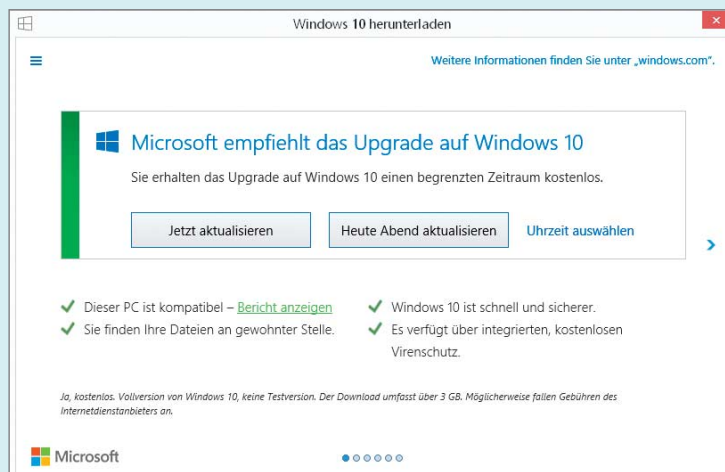 Windows 10 herunterladen
Weitere Informationen finden Sie unter „windows.com“.
Microsoft empfiehlt das Upgrade auf Windows 10
Sie erhalten das Upgrade auf Windows 10 einen begrenzten Zeitraum kostenlos.
Jetzt aktualisieren
Heute Abend aktualisieren
Uhrzeit auswählen
Dieser PC ist kompatibel – Bericht anzeigen
Sie finden Ihre Dateien an gewohnter Stelle.
Windows 10 ist schnell und sicherer.
Es verfügt über integrierten, kostenlosen
Virenschutz.
Ja, kostenlos. Vollversion von Windows 10, keine Testversion. Der Download umfasst über 3 GB. Möglicherweise fallen Gebühren des
Internetdienstanbieters an.
Microsoft